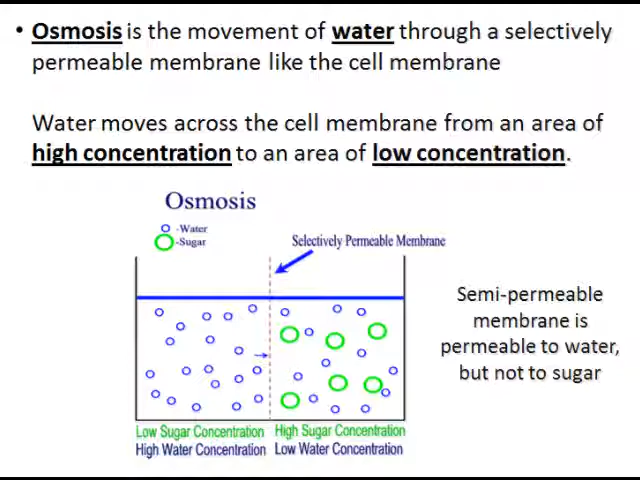 • Osmosis is the movement of water through a selectively
permeable membrane like the cell membrane
Water moves across the cell membrane from an area of
high concentration to an area of low concentration.
Osmosis
-Water
-Sugar
Selectively Permeable Membrane
Semi-permeable
membrane is
permeable to water,
but not to sugar
Low Sugar Concentration
High Water Concentration
High Sugar Concentration
Low Water Concentration